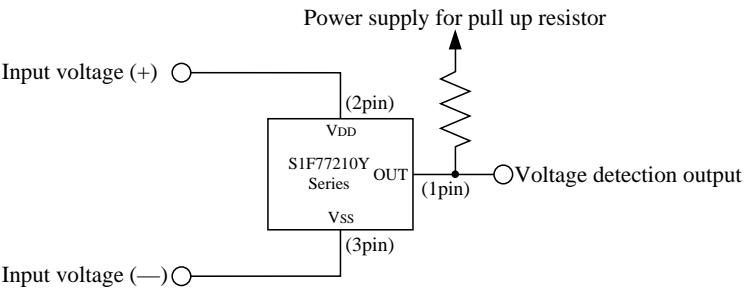 Power supply for pull up resistor
Input voltage (+)
(2pin)
VDD
S1F77210Y
Series
OUT
(1pin)
Voltage detection output
VSS
(3pin)
Input voltage (—)